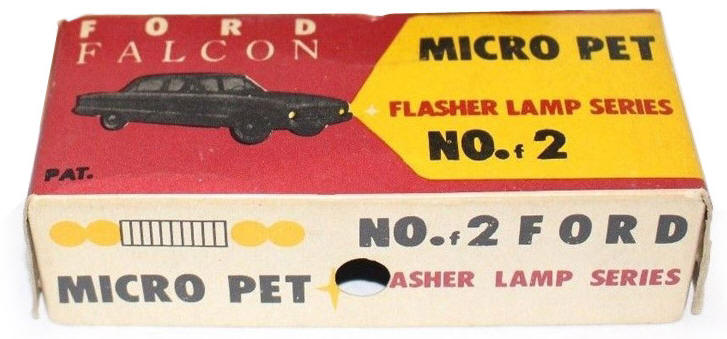 FORD
FALCON
MICRO PET
FLASHER LAMP SERIES
NO.f 2
PAT.
NO.f 2 FORD
MICRO PET
ASHER LAMP SERIES